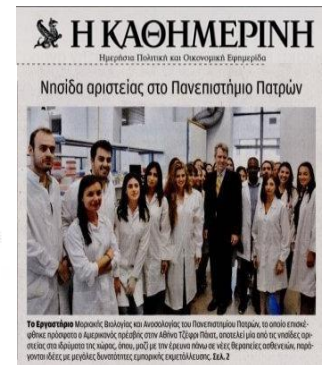 Η ΚΑΘΗΜΕΡΙΝΗ
Ημερήσια Πολιτική και Οικονομική Εφημερίδα
Νησίδα αριστείας στο Πανεπιστήμιο Πατρών
Το Εργαστήριο Μοριακής Βιολογίας και Ανοσολογίας του Πανεπιστημίου Πατρών, το οποίο επισκέ-
φθηκε πρόσφατα ο Αμερικανός πρέσβης στην Αθήνα Τζέφρι Πάιατ, αποτελεί μία από τις νησίδες αρι-
στείας στα ιδρύματα της χώρας, όπου, μαζί με την έρευνα πάνω σε νέες θεραπείες ασθενειών, παρά-
γονται ιδέες με μεγάλες δυνατότητες εμπορικής εκμετάλλευσης. Σελ. 2